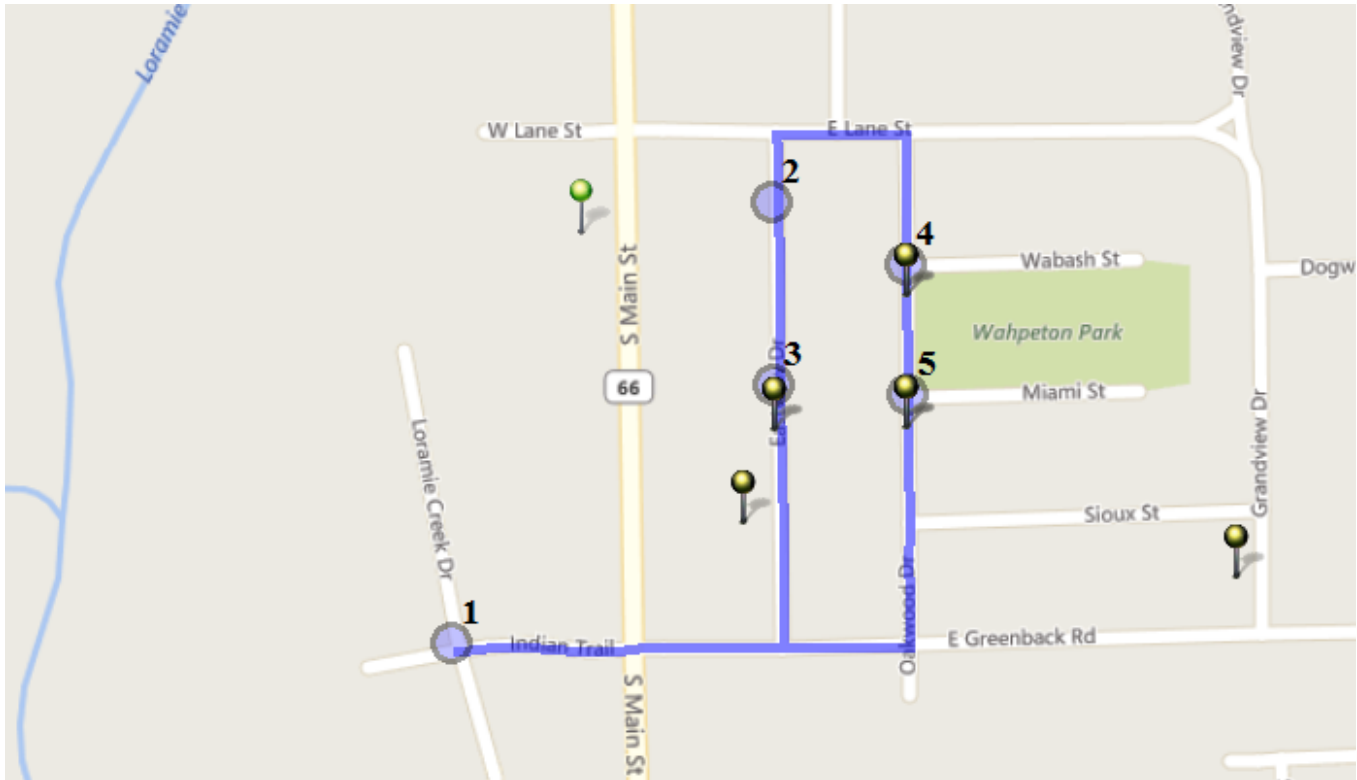 Loramie
ndview Dr
W Lane St
E Lane St
2
4
S Main St
Wabash St
Dogw
Wahpeton Park
3
5
66
Miami St
Loramie Creek Dr
Grandview Dr
Sioux St
1
Indian Trail
Oakwood Dr
E Greenback Rd
S Main St